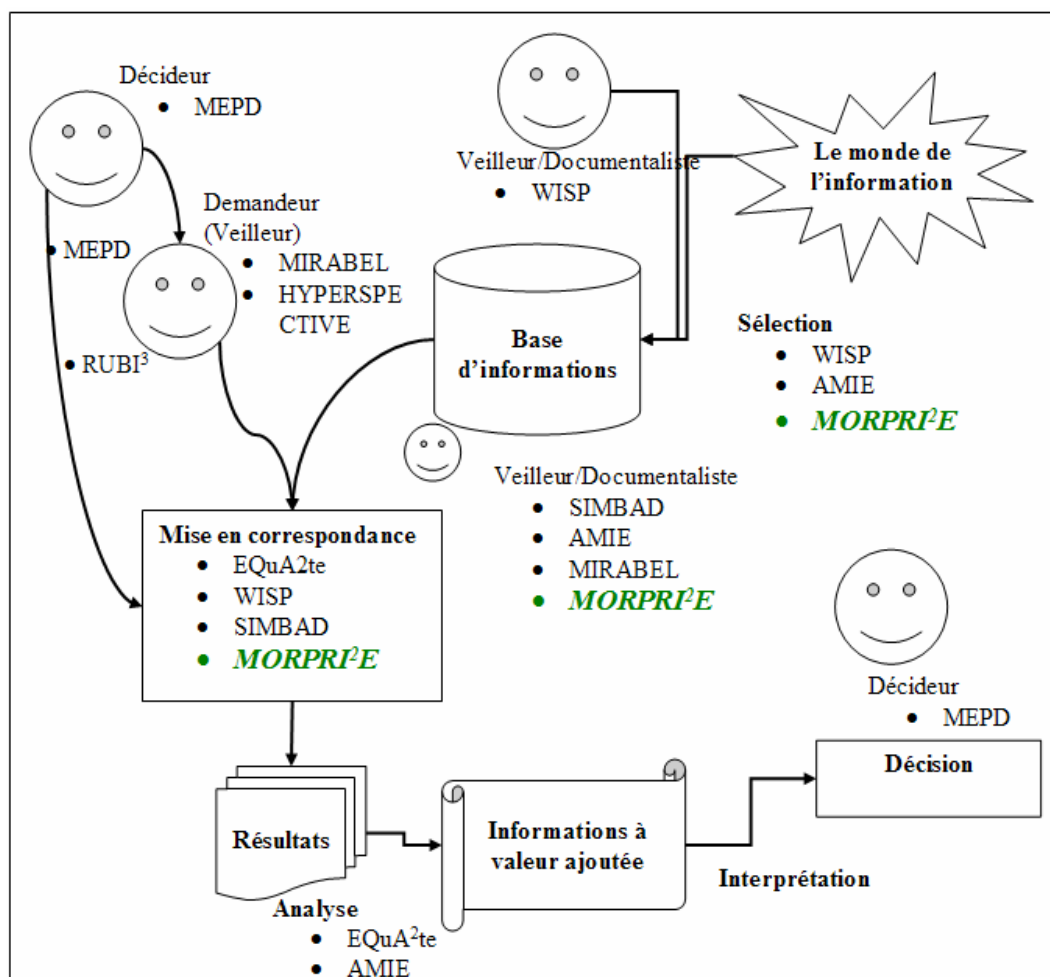 Décideur
• MEPD
Veilleur/Documentaliste
• WISP
Le monde de
l'information
Demandeur
(Veilleur)
• MIRABEL
• HYPERSPE
CTIVE
• MEPD
• RUBI³
Base
d'informations
Sélection
• WISP
• AMIE
• MORPRI²E
Veilleur/Documentaliste
• SIMBAD
• AMIE
• MIRABEL
• MORPRI²E
Mise en correspondance
• EQuA2te
• WISP
• SIMBAD
• MORPRI²E
Décideur
• MEPD
Décision
Résultats
Informations à
valeur ajoutée
Interprétation
Analyse
• EQuA²te
• AMIE